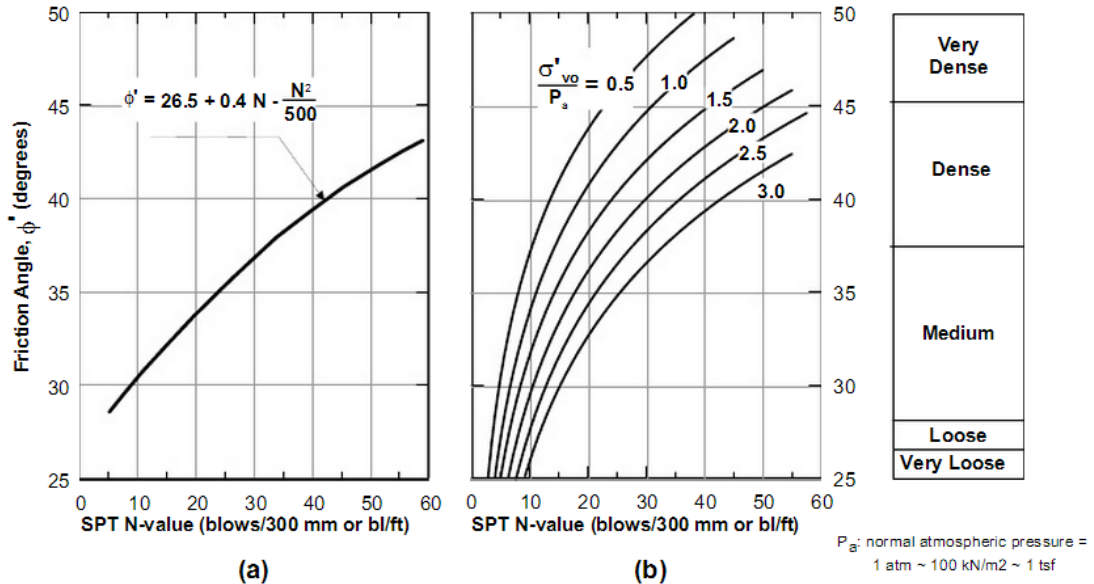 Friction Angle, ϕ' (degrees)
50
45
40
35
30
25
ϕ' = 26.5 + 0.4 N - N²/500
0 10 20 30 40 50 60
SPT N-value (blows/300 mm or bl/ft)
(a)
σ'vo/Pa = 0.5
1.0
1.5
2.0
2.5
3.0
50
45
40
35
30
25
0 10 20 30 40 50 60
SPT N-value (blows/300 mm or bl/ft)
(b)
Very
Dense
Dense
Medium
Loose
Very Loose
Pa: normal atmospheric pressure =
1 atm ~ 100 kN/m2 ~ 1 tsf